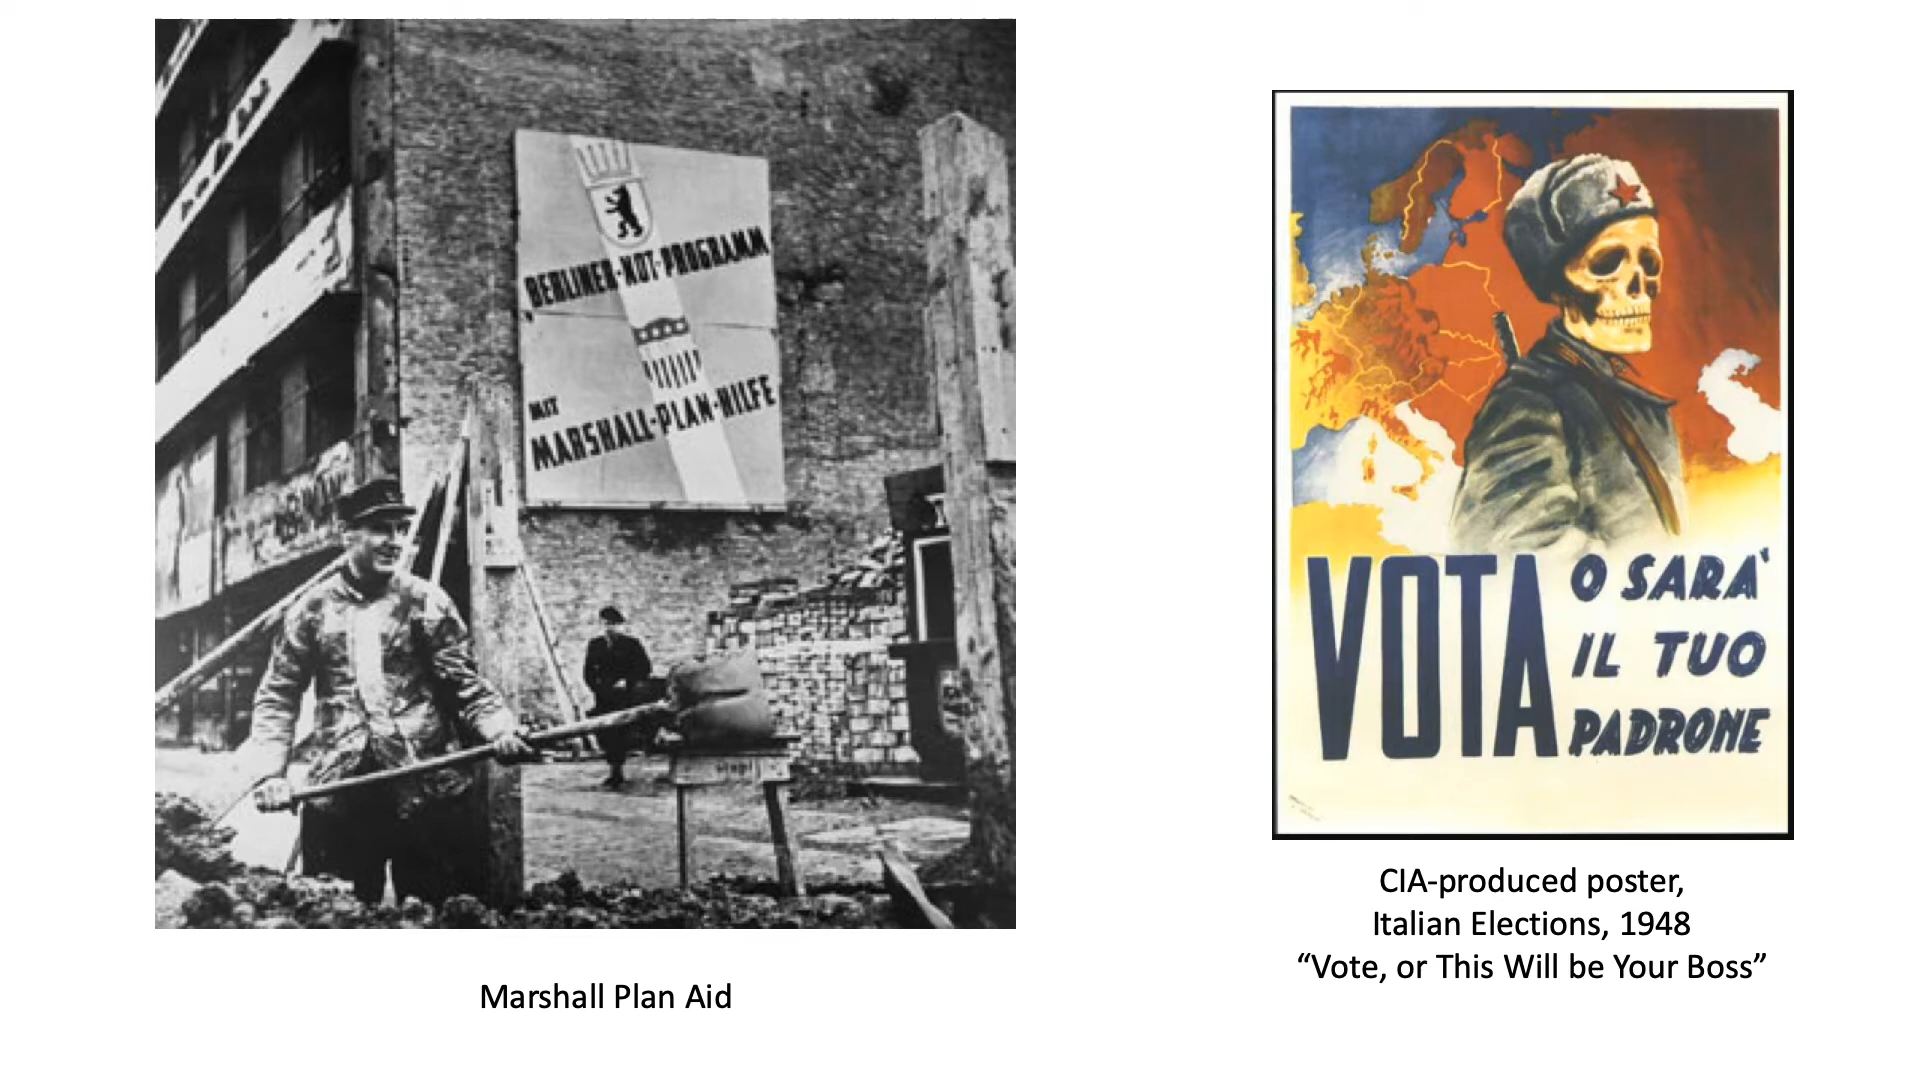 BERLINER-NOT-PROGRAMM
MIT
MARSHALL-PLAN-HILFE
Marshall Plan Aid
VOTA
O SARA'
IL TUO
PADRONE
CIA-produced poster,
Italian Elections, 1948
“Vote, or This Will be Your Boss”